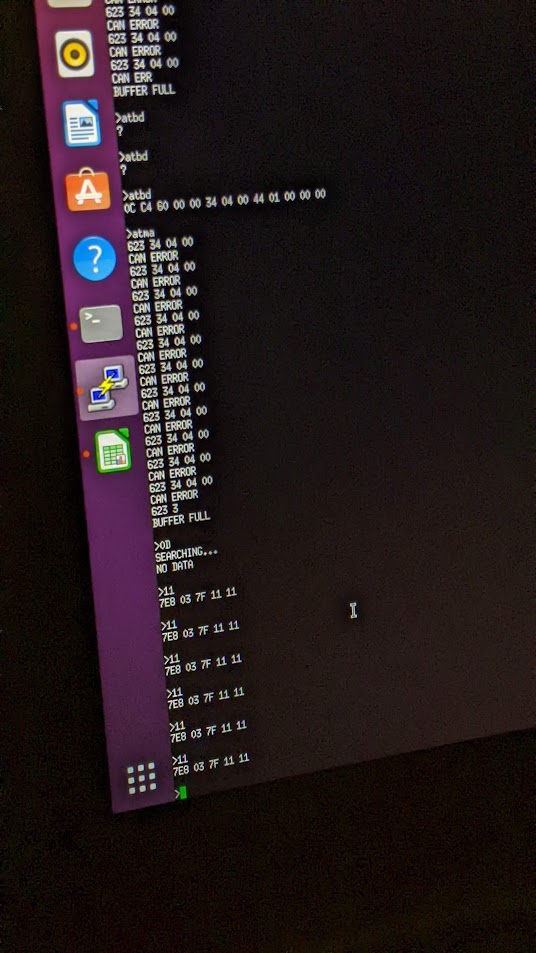 CAN ERROR
623 34 04 00
CAN ERROR
623 34 04 00
CAN ERROR
623 34 04 00
CAN ERR
BUFFER FULL
>atbd
?
>atbd
?
>atbd
0C C4 60 00 00 34 04 00 44 01 00 00 00
>atma
623 34 04 00
CAN ERROR
623 34 04 00
CAN ERROR
623 34 04 00
CAN ERROR
623 34 04 00
CAN ERROR
623 34 04 00
CAN ERROR
623 34 04 00
CAN ERROR
623 34 04 00
CAN ERROR
623 34 04 00
CAN ERROR
623 34 04 00
CAN ERROR
623 34 04 00
CAN ERROR
623 34 04 00
CAN ERROR
623 3
BUFFER FULL
>0D
SEARCHING...
NO DATA
>11
7E8 03 7F 11 11
>11
7E8 03 7F 11 11
>11
7E8 03 7F 11 11
>11
7E8 03 7F 11 11
>11
7E8 03 7F 11 11
>11
7E8 03 7F 11 11
>